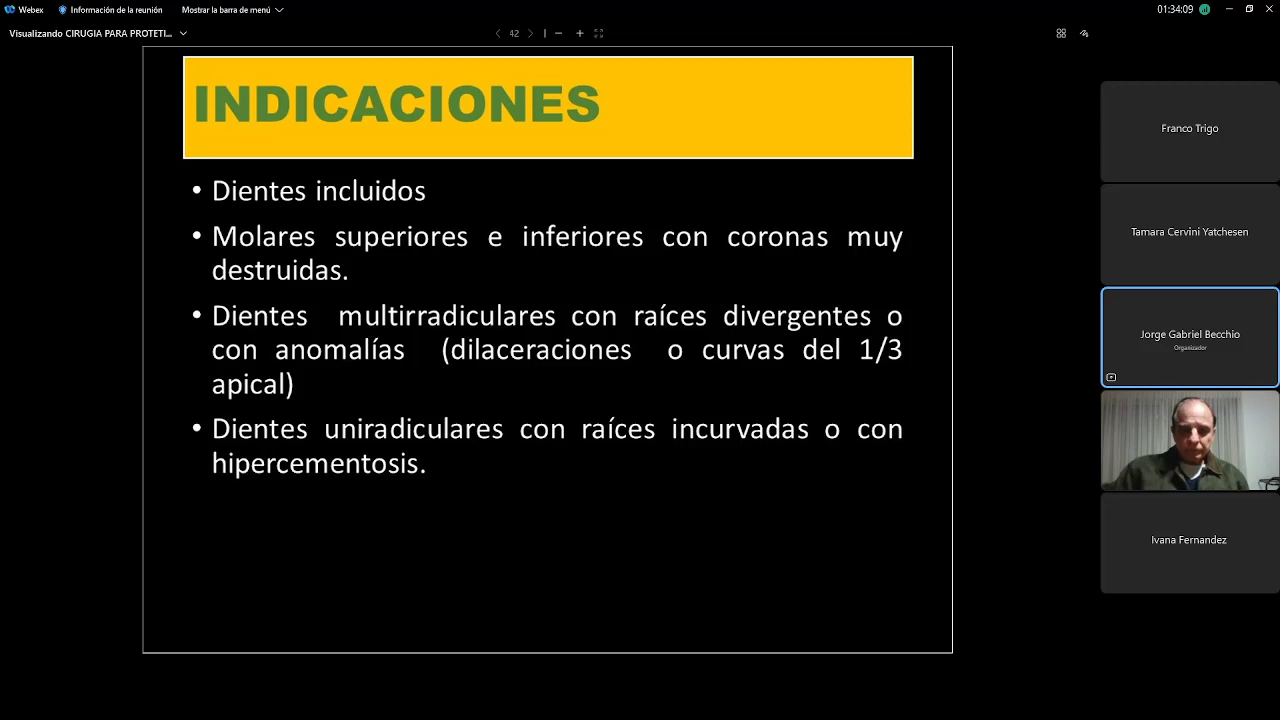 Webex
Información de la reunión
Mostrar la barra de menú
01:34:09
Visualizando CIRUGIA PARA PROTETI...
42
INDICACIONES
• Dientes incluidos
• Molares superiores e inferiores con coronas muy
destruidas.
• Dientes multirradiculares con raíces divergentes o
con anomalías (dilaceraciones o curvas del 1/3
apical)
• Dientes uniradiculares con raíces incurvadas o con
hipercementosis.
Franco Trigo
Tamara Cervini Yatchesen
Jorge Gabriel Becchio
Organizador
Ivana Fernandez